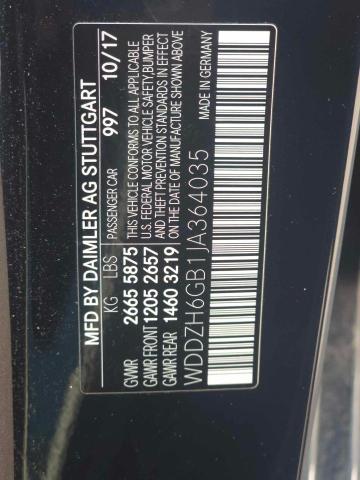 MFD BY DAIMLER AG STUTTGART
KG LBS PASSENGER CAR 997 10/17
GVWR 2665 5875 THIS VEHICLE CONFORMS TO ALL APPLICABLE
GAWR FRONT 1205 2657 U.S. FEDERAL MOTOR VEHICLE SAFETY, BUMPER
GAWR REAR 1460 3219 AND THEFT PREVENTION STANDARDS IN EFFECT
ON THE DATE OF MANUFACTURE SHOWN ABOVE
WDDZH6GB1JA364035 MADE IN GERMANY